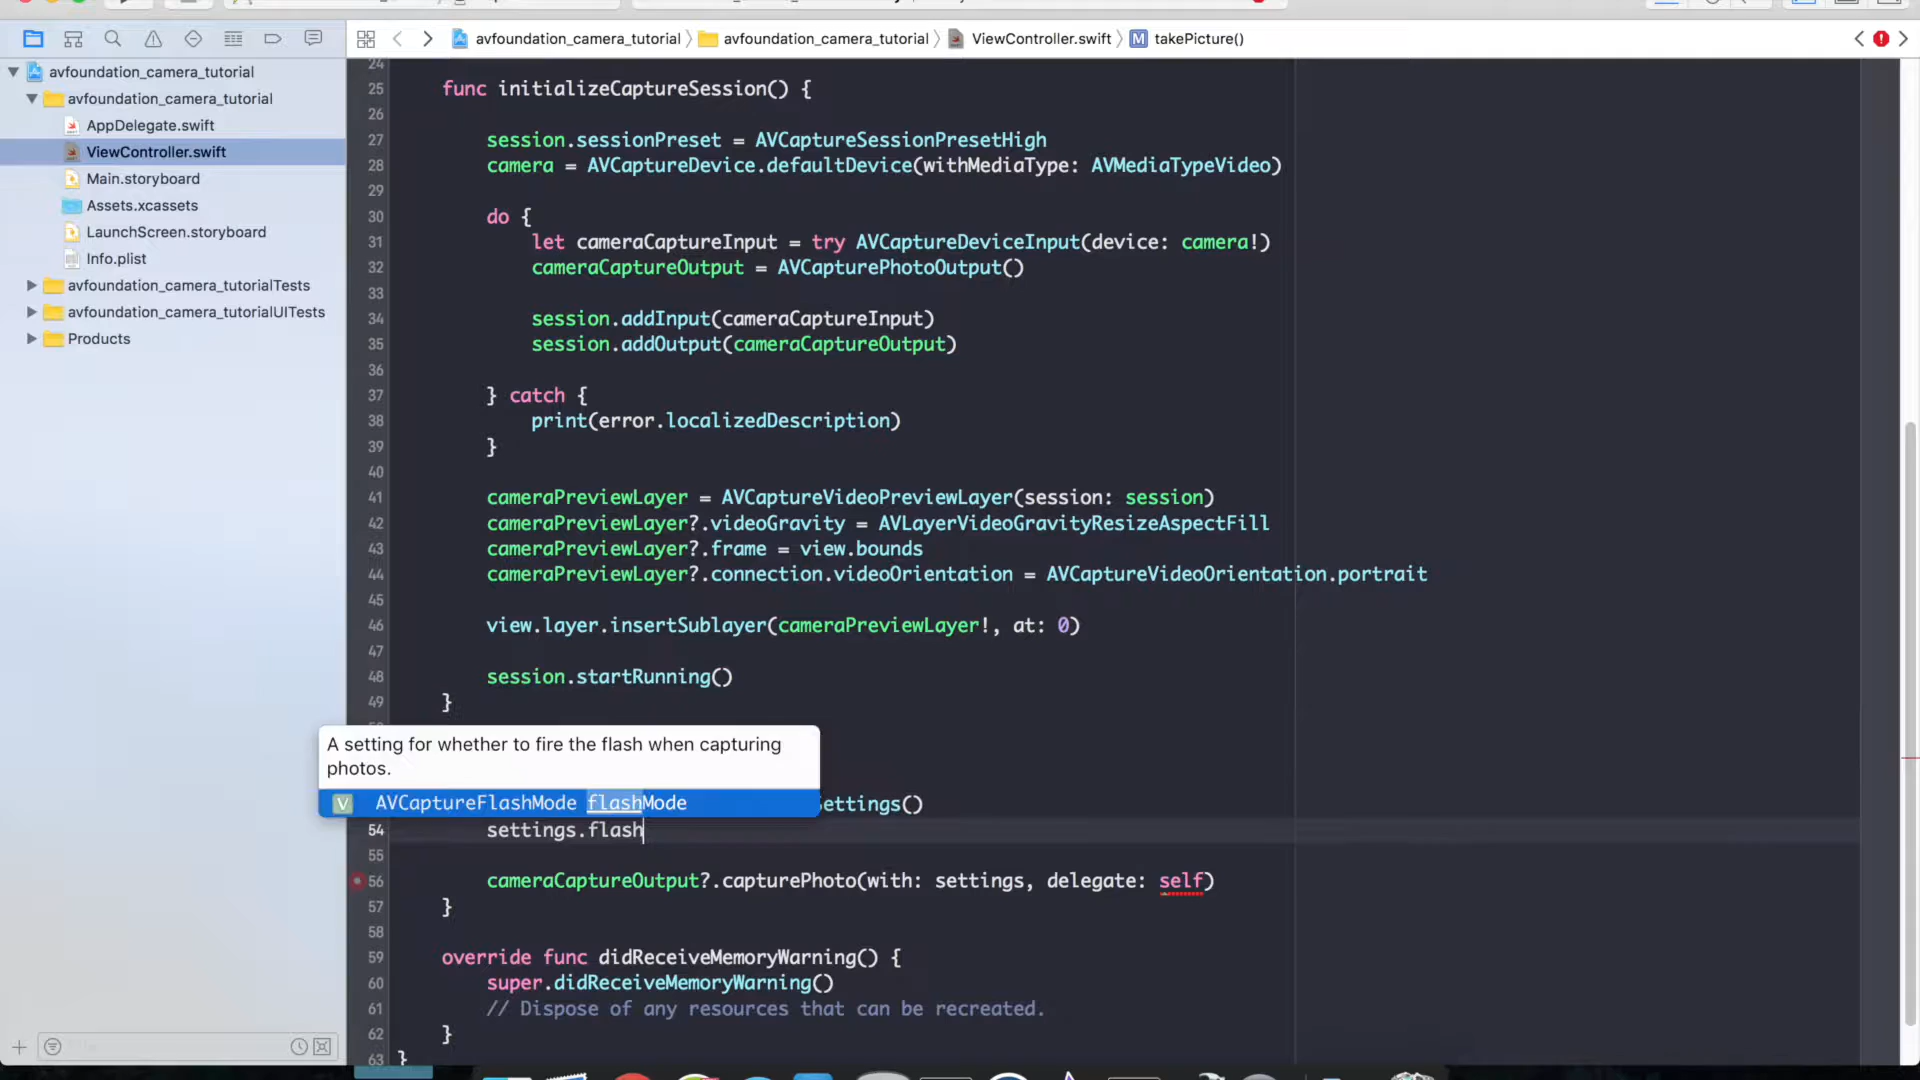 avfoundation_camera_tutorial avfoundation_camera_tutorial ViewController.swift M takePicture()
avfoundation_camera_tutorial
avfoundation_camera_tutorial
AppDelegate.swift
ViewController.swift
Main.storyboard
Assets.xcassets
LaunchScreen.storyboard
Info.plist
avfoundation_camera_tutorialTests
avfoundation_camera_tutorialUITests
Products
24
25 func initializeCaptureSession() {
26
27 session.sessionPreset = AVCaptureSessionPresetHigh
28 camera = AVCaptureDevice.defaultDevice(withMediaType: AVMediaTypeVideo)
29
30 do {
31 let cameraCaptureInput = try AVCaptureDeviceInput(device: camera!)
32 cameraCaptureOutput = AVCapturePhotoOutput()
33
34 session.addInput(cameraCaptureInput)
35 session.addOutput(cameraCaptureOutput)
36
37 } catch {
38 print(error.localizedDescription)
39 }
40
41 cameraPreviewLayer = AVCaptureVideoPreviewLayer(session: session)
42 cameraPreviewLayer?.videoGravity = AVLayerVideoGravityResizeAspectFill
43 cameraPreviewLayer?.frame = view.bounds
44 cameraPreviewLayer?.connection.videoOrientation = AVCaptureVideoOrientation.portrait
45
46 view.layer.insertSublayer(cameraPreviewLayer!, at: 0)
47
48 session.startRunning()
49 }
A setting for whether to fire the flash when capturing
photos.
V AVCaptureFlashMode flashMode Settings()
54 settings.flash
55
56 cameraCaptureOutput?.capturePhoto(with: settings, delegate: self)
57 }
58
59 override func didReceiveMemoryWarning() {
60 super.didReceiveMemoryWarning()
61 // Dispose of any resources that can be recreated.
62 }
63 }